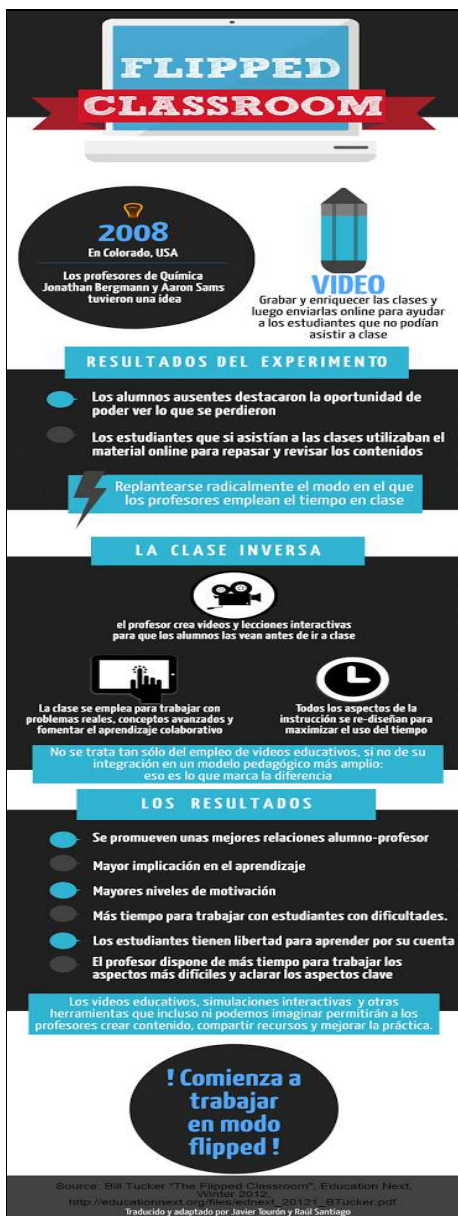 FLIPPED
CLASSROOM
2008
En Colorado, USA
Los profesores de Química
Jonathan Bergmann y Aaron Sams
tuvieron una idea
VIDEO
Grabar y enriquecer las clases y
luego enviarlas online para ayudar
a los estudiantes que no podían
asistir a clase
RESULTADOS DEL EXPERIMENTO
Los alumnos ausentes destacaron la oportunidad de
poder ver lo que se perdieron
Los estudiantes que si asistían a las clases utilizaban el
material online para repasar y revisar los contenidos
Replantearse radicalmente el modo en el que
los profesores emplean el tiempo en clase
LA CLASE INVERSA
el profesor crea videos y lecciones interactivas
para que los alumnos las vean antes de ir a clase
La clase se emplea para trabajar con
problemas reales, conceptos avanzados y
fomentar el aprendizaje colaborativo
Todos los aspectos de la
instrucción se re-diseñan para
maximizar el uso del tiempo
No se trata tan sólo del empleo de videos educativos, si no de su
integración en un modelo pedagógico más amplio:
eso es lo que marca la diferencia
LOS RESULTADOS
Se promueven unas mejores relaciones alumno-profesor
Mayor implicación en el aprendizaje
Mayores niveles de motivación
Más tiempo para trabajar con estudiantes con dificultades.
Los estudiantes tienen libertad para aprender por su cuenta
El profesor dispone de más tiempo para trabajar los
aspectos más difíciles y aclarar los aspectos clave
Los videos educativos, simulaciones interactivas y otras
herramientas que incluso ni podemos imaginar permitirán a los
profesores crear contenido, compartir recursos y mejorar la práctica.
! Comienza a
trabajar
en modo
flipped !
Source: Bill Tucker "The Flipped Classroom", Education Next,
Winter 2012,
http://educationnext.org/files/ednext_20121_BTucker.pdf
Traducido y adaptado por Javier Tourón y Raúl Santiago